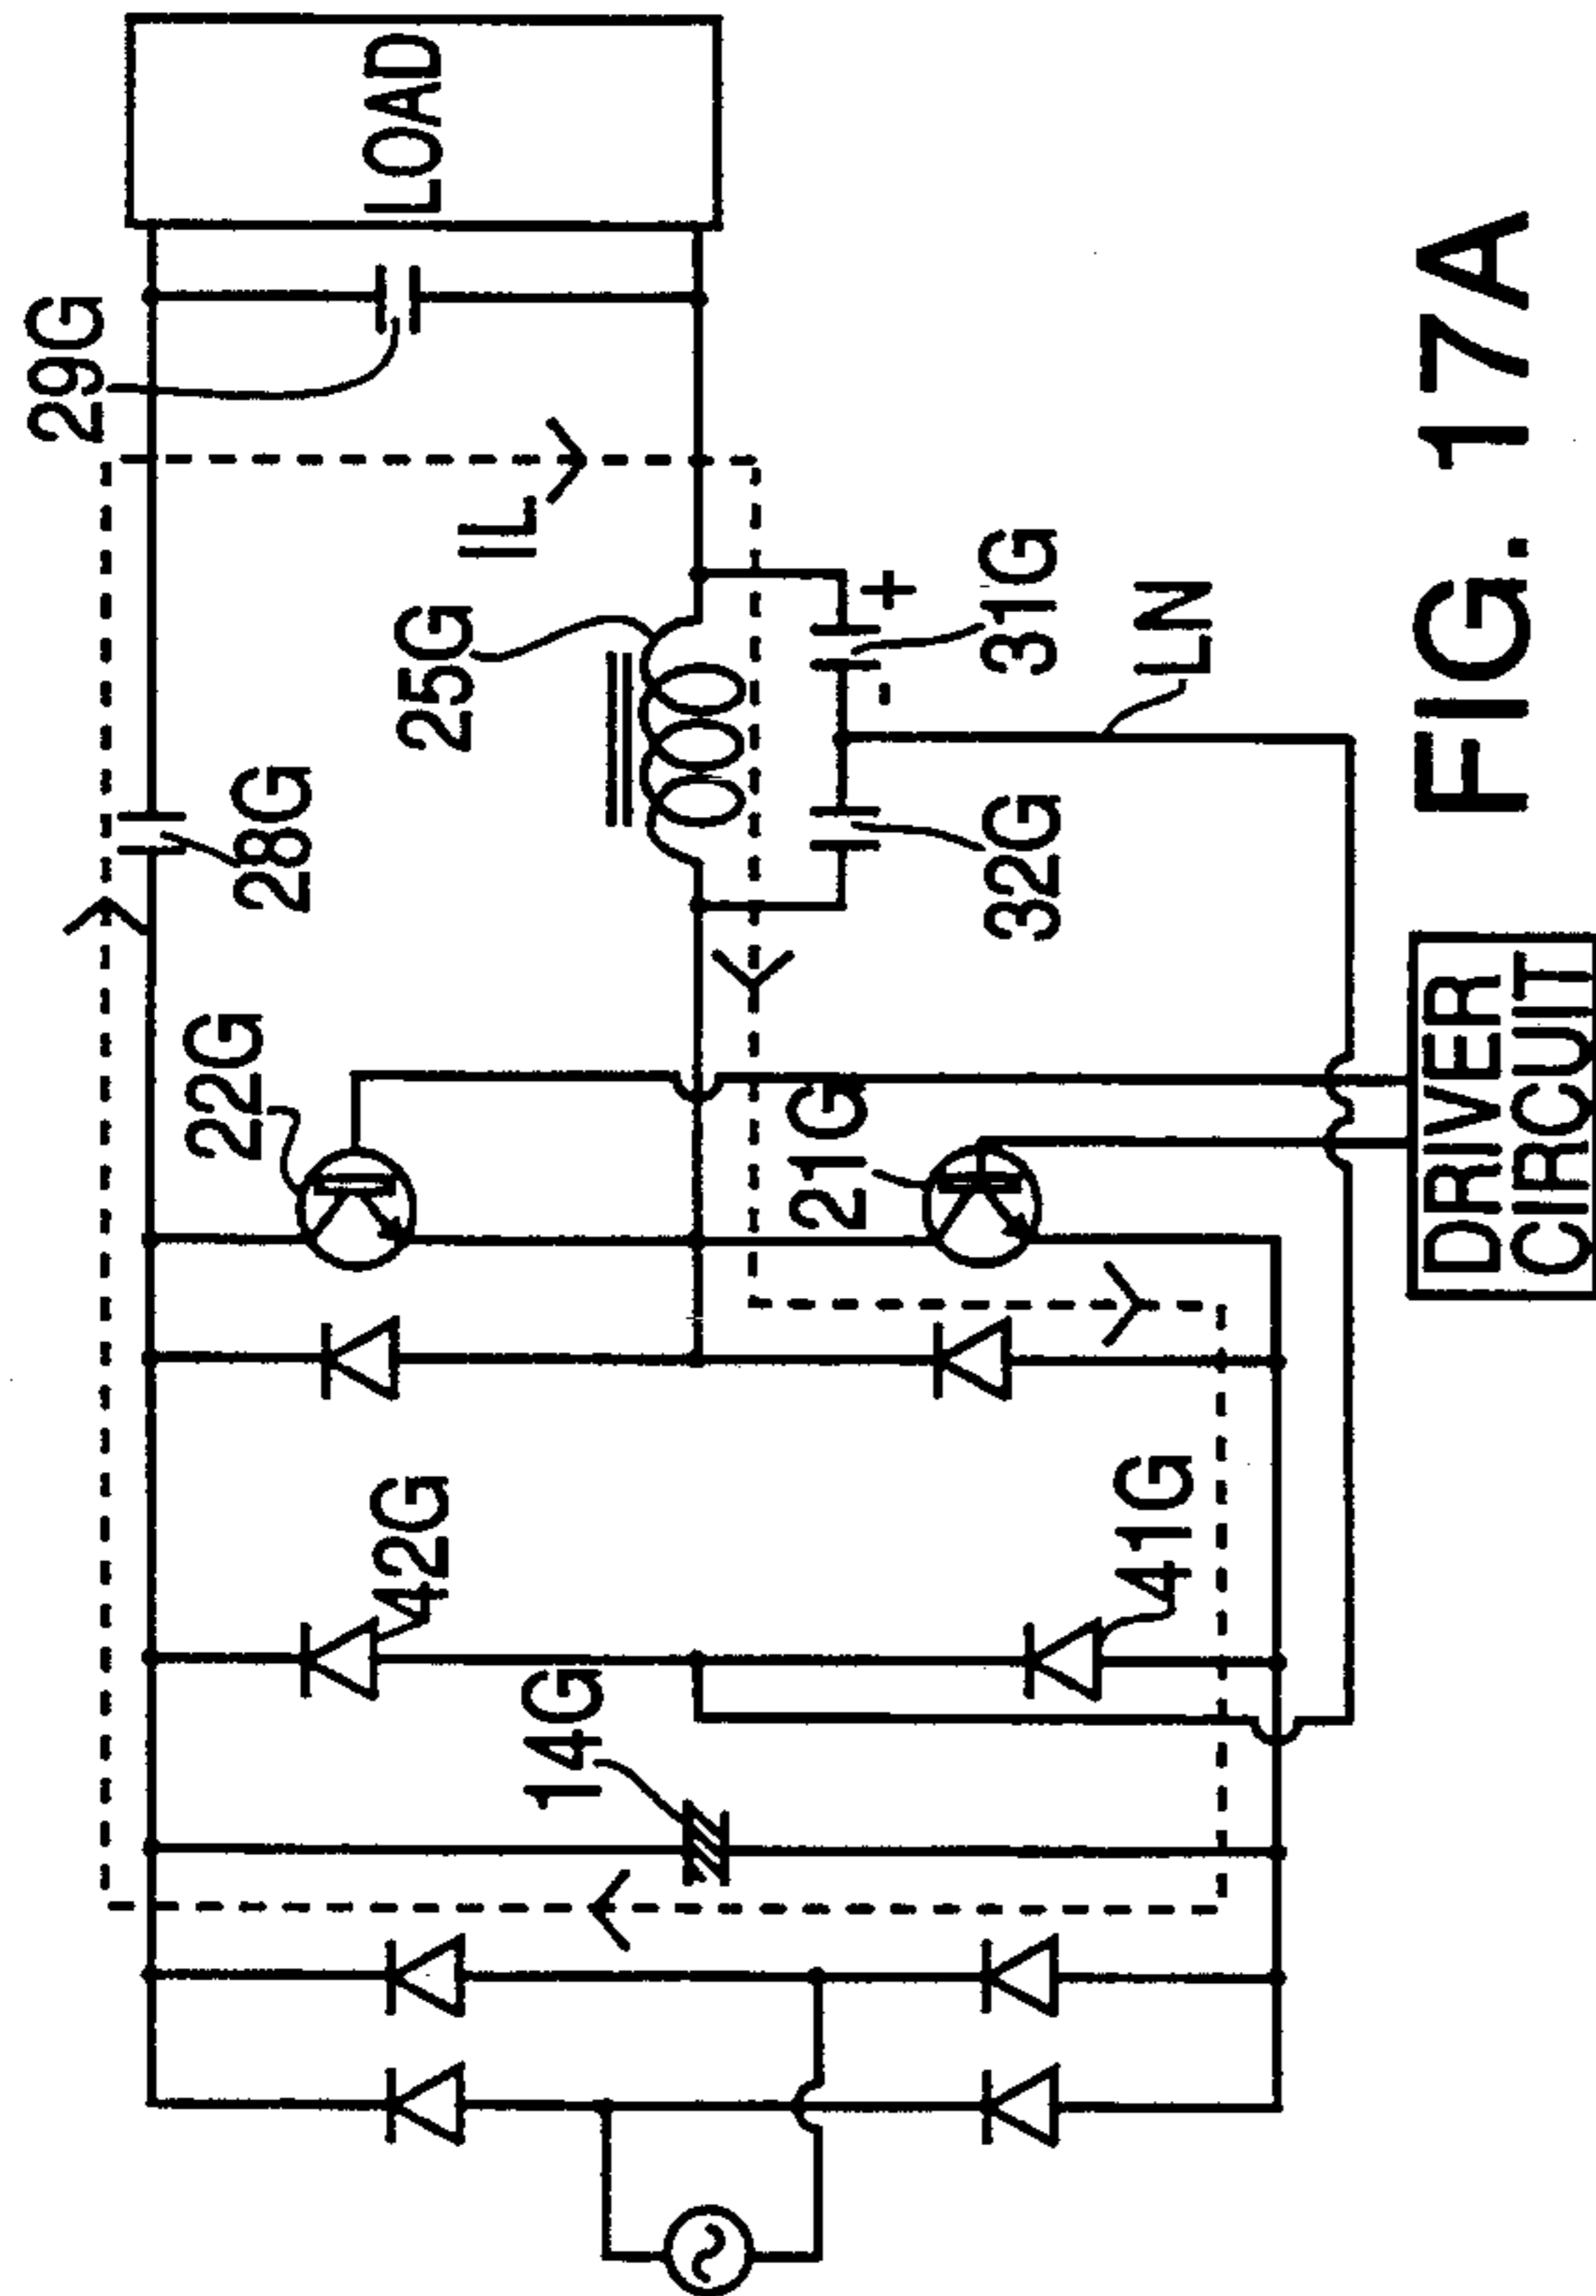 29G
LOAD
IL
28G
25G
22G
31G
+
-
32G
LN
21G
42G
41G
14G
DRIVER
CIRCUIT
FIG. 17A